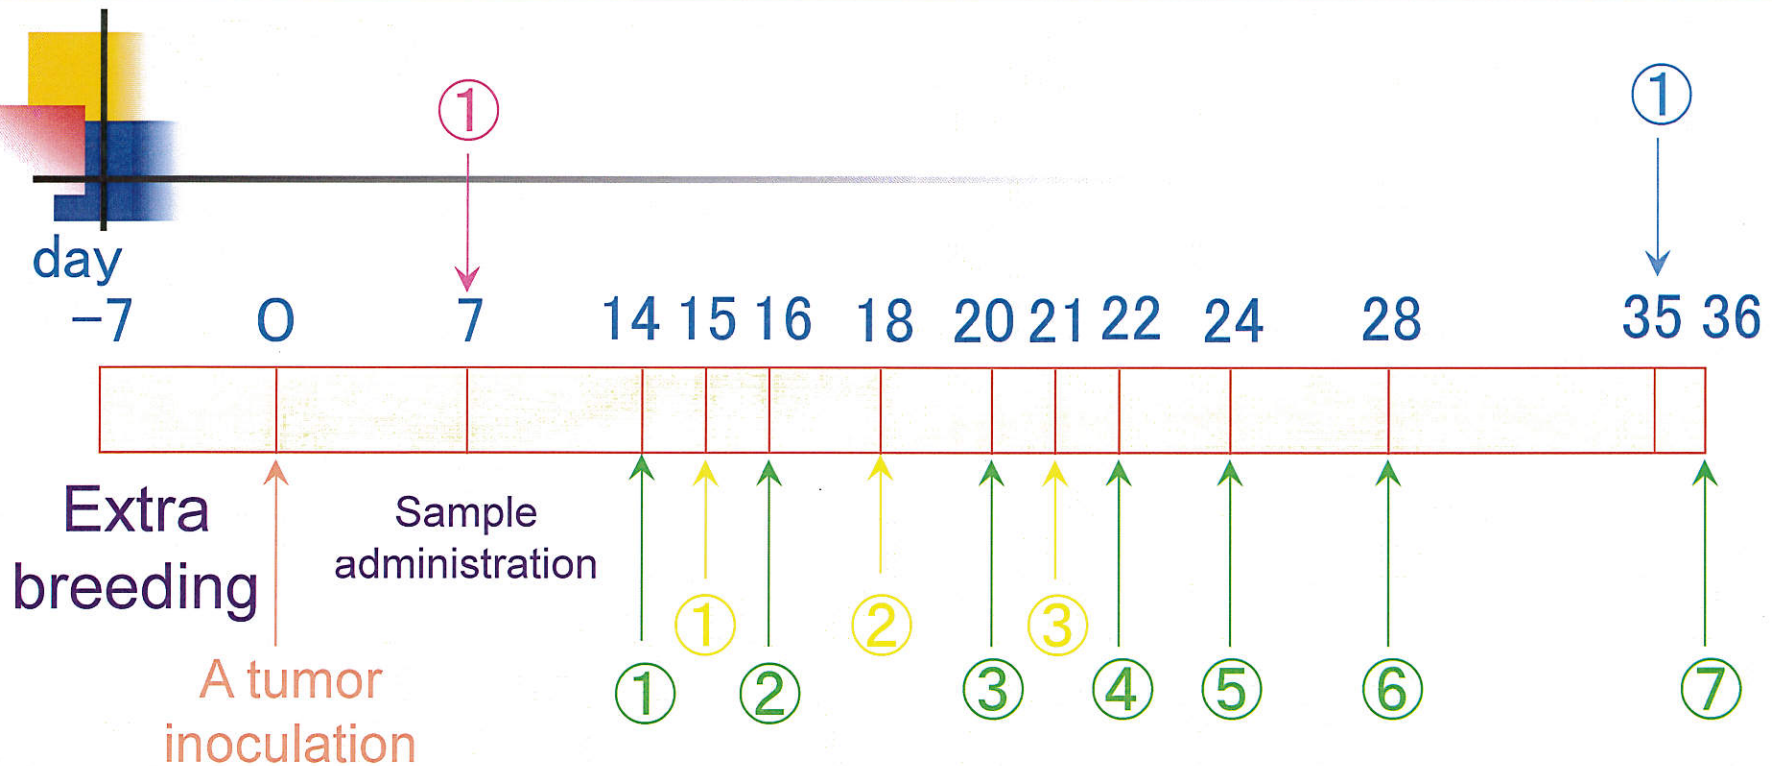 ① ①
day
−7 0 7 14 15 16 18 20 21 22 24 28 35 36
Extra
breeding
Sample
administration
① ② ③
A tumor
inoculation
① ② ③ ④ ⑤ ⑥ ⑦